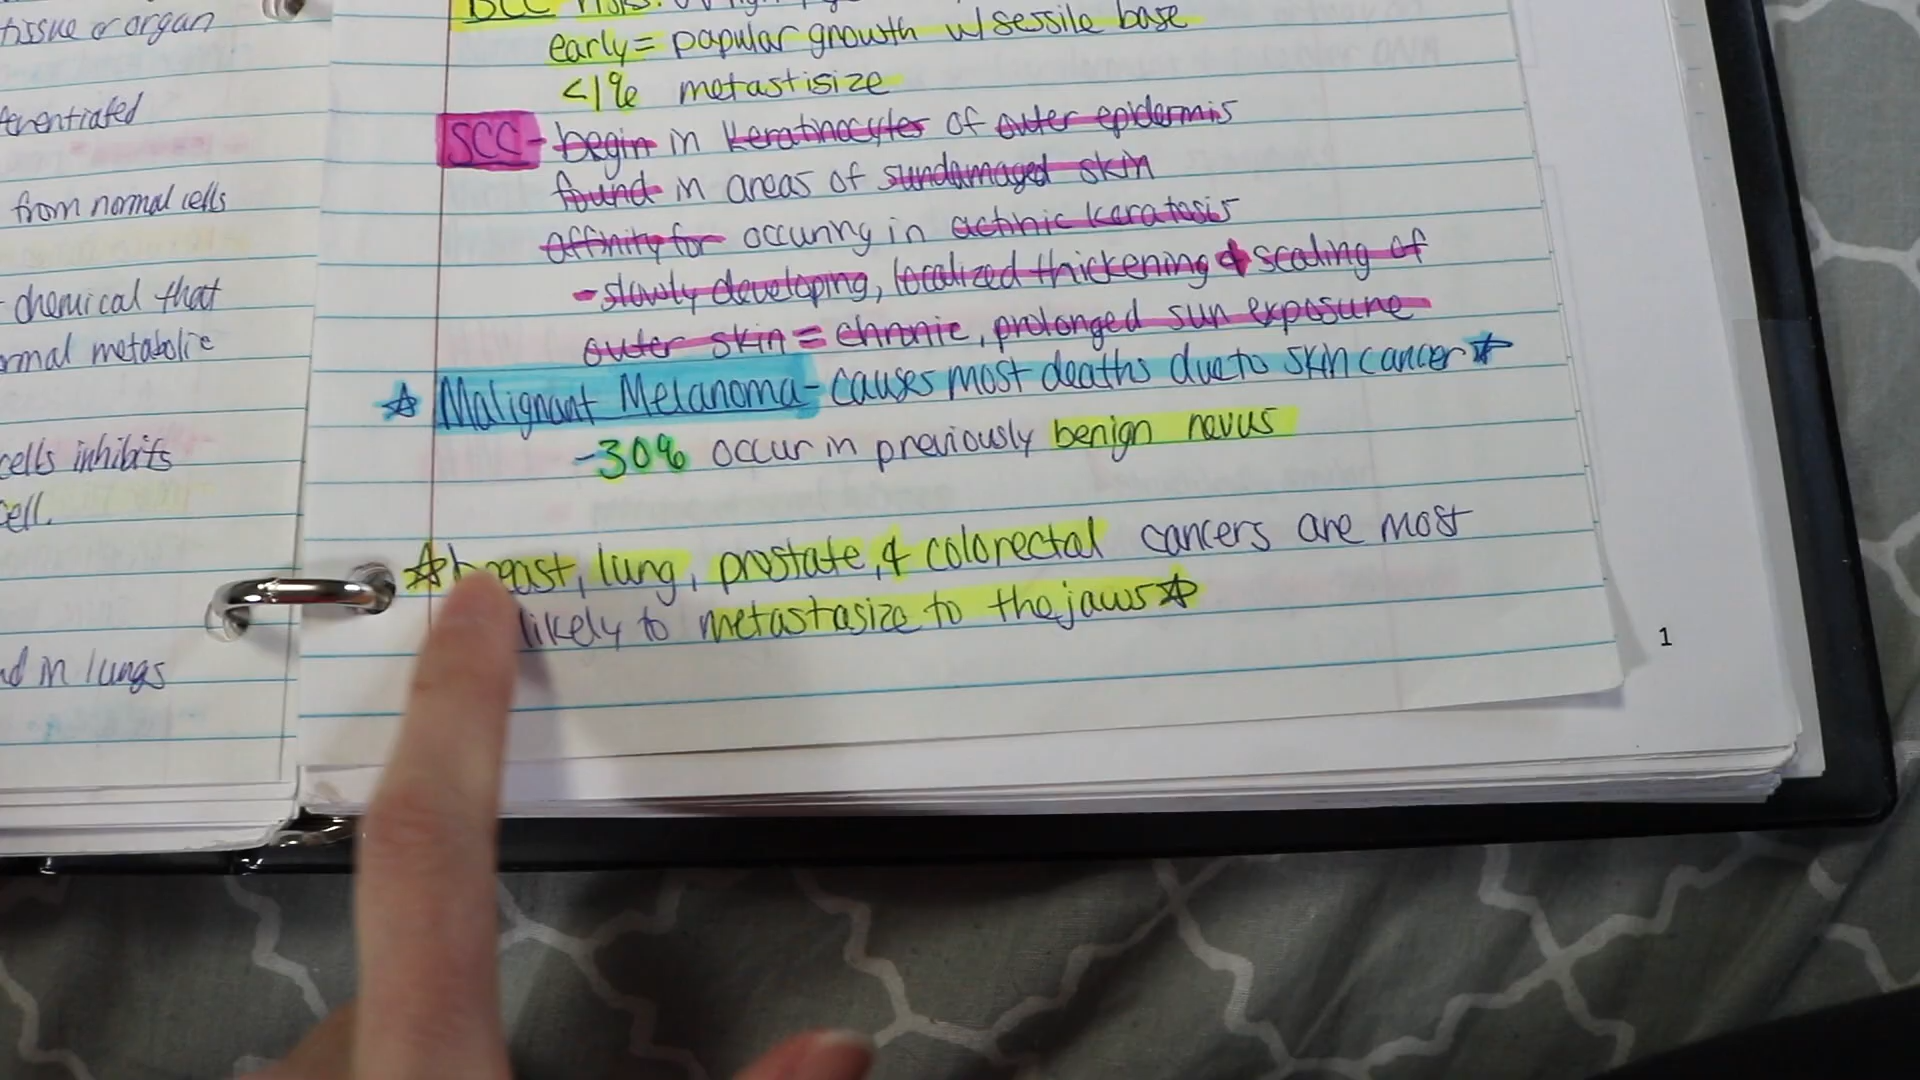 tissue or organ
from normal cells
chemical that
metabolic
cells inhibits
cell.
in lungs
BCC
early = papular growth w/ sessile base
<1% metastisize
SCC - begin in keratinocytes of outer epidermis
found in areas of sundamaged skin
affinity for occuring in actinic keratosis
- slowly developing, localized thickening & scaling of
outer skin = chronic, prolonged sun exposure
☆ Malignant Melanoma - causes most deaths due to skin cancer ☆
- 30% occur in previously benign nevus
☆ breast, lung, prostate, & colorectal cancers are most
likely to metastasize to the jaws ☆
1